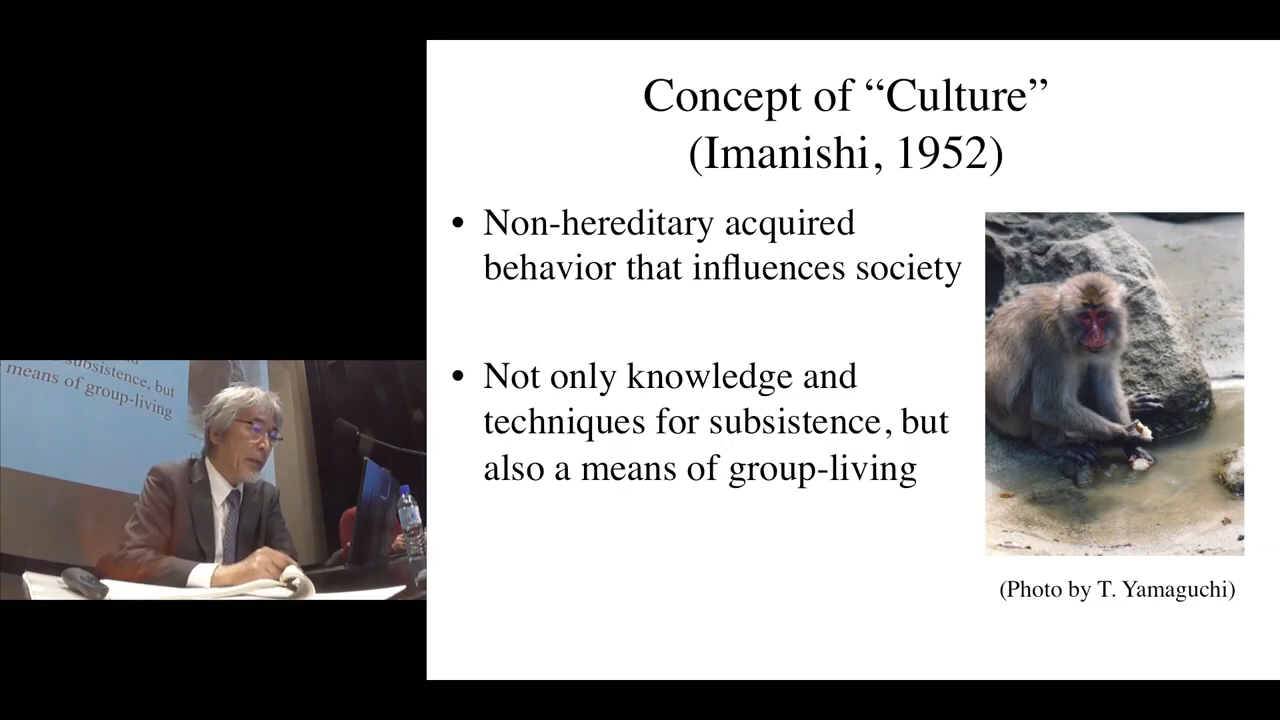 Concept of “Culture”
(Imanishi, 1952)
• Non-hereditary acquired
behavior that influences society
• Not only knowledge and
techniques for subsistence, but
also a means of group-living
(Photo by T. Yamaguchi)
subsistence, but
means of group-living